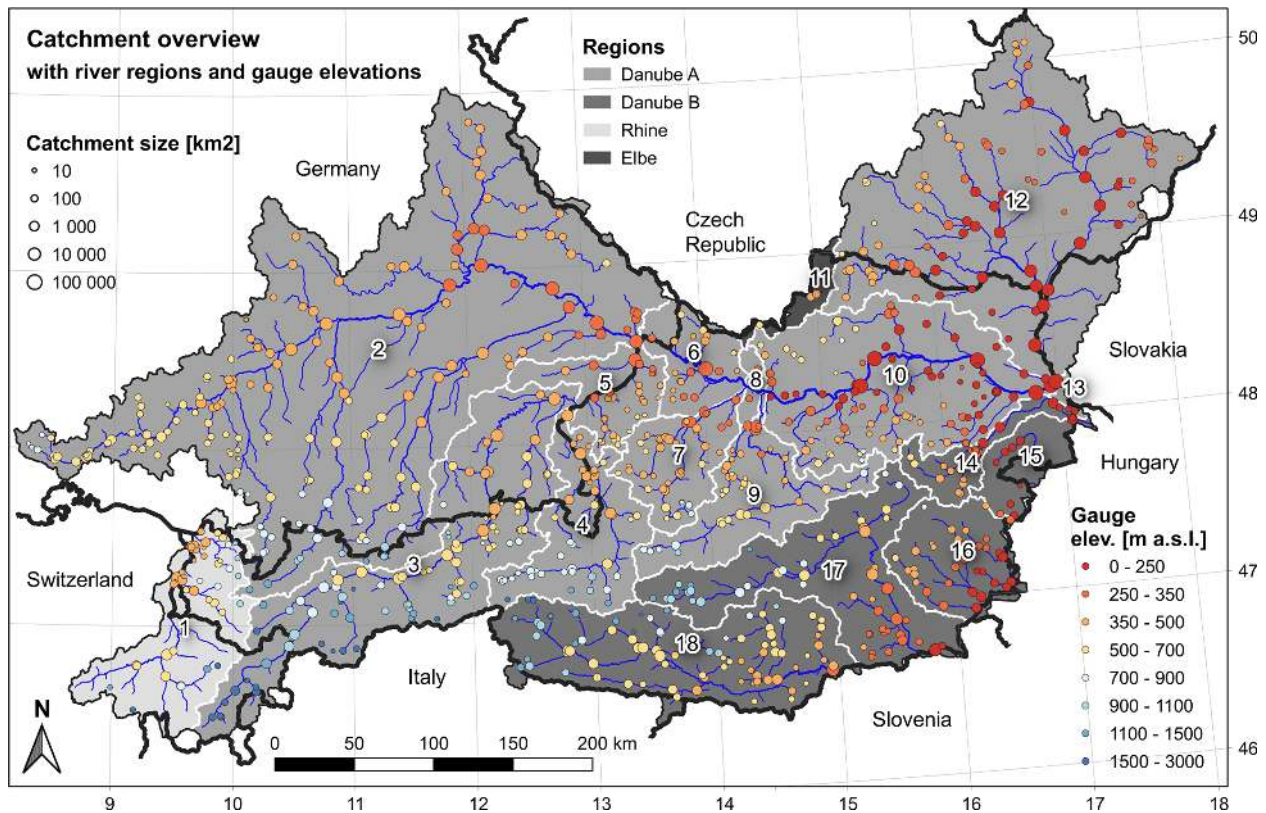 Catchment overview
with river regions and gauge elevations
Catchment size [km2]
10
100
1 000
10 000
100 000
Regions
Danube A
Danube B
Rhine
Elbe
Germany
Czech
Republic
Slovakia
Hungary
Switzerland
Italy
Slovenia
1
2
3
4
5
6
7
8
9
10
11
12
13
14
15
16
17
18
Gauge
elev. [m a.s.l.]
0 - 250
250 - 350
350 - 500
500 - 700
700 - 900
900 - 1100
1100 - 1500
1500 - 3000
N
0 50 100 150 200 km
50
49
48
47
46
9 10 11 12 13 14 15 16 17 18